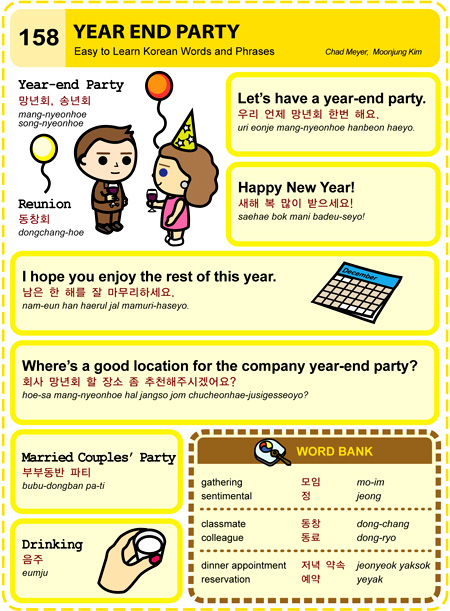 158
YEAR END PARTY
Easy to Learn Korean Words and Phrases
Chad Meyer, Moonjung Kim
Year-end Party
망년회, 송년회
mang-nyeonhoe
song-nyeonhoe
Reunion
동창회
dongchang-hoe
Let's have a year-end party.
우리 언제 망년회 한번 해요.
uri eonje mang-nyeonhoe hanbeon haeyo.
Happy New Year!
새해 복 많이 받으세요!
saehae bok mani badeu-seyo!
I hope you enjoy the rest of this year.
남은 한 해를 잘 마무리하세요.
nam-eun han haerul jal mamuri-haseyo.
December
Where's a good location for the company year-end party?
회사 망년회 할 장소 좀 추천해주시겠어요?
hoe-sa mang-nyeonhoe hal jangso jom chucheonhae-jusigesseoyo?
Married Couples' Party
부부동반 파티
bubu-dongban pa-ti
Drinking
음주
eumju
WORD BANK
gathering 모임 mo-im
sentimental 정 jeong
classmate 동창 dong-chang
colleague 동료 dong-ryo
dinner appointment 저녁 약속 jeonyeok yaksok
reservation 예약 yeyak